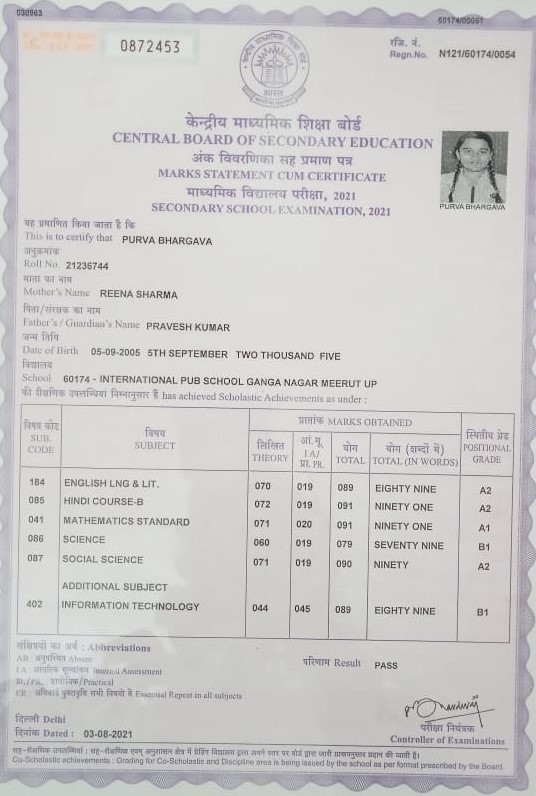 030963
60174/00051
0872453
रजि. नं.
Regn.No. N121/60174/0054
भारत
केन्द्रीय माध्यमिक शिक्षा बोर्ड
CENTRAL BOARD OF SECONDARY EDUCATION
अंक विवरणिका सह प्रमाण पत्र
MARKS STATEMENT CUM CERTIFICATE
माध्यमिक विद्यालय परीक्षा, 2021
SECONDARY SCHOOL EXAMINATION, 2021
PURVA BHARGAVA
यह प्रमाणित किया जाता है कि
This is to certify that PURVA BHARGAVA
अनुक्रमांक
Roll No. 21236744
माता का नाम
Mother's Name REENA SHARMA
पिता/संरक्षक का नाम
Father's / Guardian's Name PRAVESH KUMAR
जन्म तिथि
Date of Birth 05-09-2005 5TH SEPTEMBER TWO THOUSAND FIVE
विद्यालय
School 60174 - INTERNATIONAL PUB SCHOOL GANGA NAGAR MEERUT UP
की शैक्षणिक उपलब्धियां निम्नानुसार हैं has achieved Scholastic Achievements as under :
विषय कोड SUB. CODE
विषय SUBJECT
प्राप्तांक MARKS OBTAINED
लिखित THEORY
आं.मू. IA/ प्रा. PR.
योग TOTAL
योग (शब्दों में) TOTAL (IN WORDS)
स्थितीय ग्रेड POSITIONAL GRADE
184 ENGLISH LNG & LIT. 070 019 089 EIGHTY NINE A2
085 HINDI COURSE-B 072 019 091 NINETY ONE A2
041 MATHEMATICS STANDARD 071 020 091 NINETY ONE A1
086 SCIENCE 060 019 079 SEVENTY NINE B1
087 SOCIAL SCIENCE 071 019 090 NINETY A2
ADDITIONAL SUBJECT
402 INFORMATION TECHNOLOGY 044 045 089 EIGHTY NINE B1
संक्षिप्तियों का अर्थ : Abbreviations
AB : अनुपस्थित Absent
परिणाम Result PASS
I.A : आंतरिक मूल्यांकन Internal Assessment
प्रा./PR. : प्रायोगिक/Practical
ER : अनिवार्य पुनरावृत्ति सभी विषयों में Essential Repeat in all subjects
दिल्ली Delhi
दिनांक Dated : 03-08-2021
परीक्षा नियंत्रक
Controller of Examinations
Co-Scholastic achievements : Grading for Co-Scholastic and Discipline area is being issued by the school as per format prescribed by the Board.